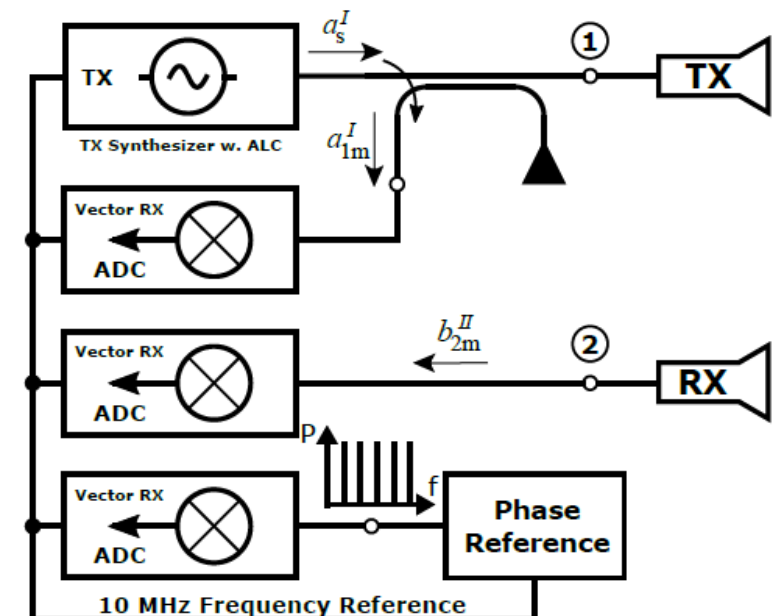 a_s^I
1
TX
TX
TX Synthesizer w. ALC
a_1m^I
Vector RX
ADC
b_2m^II
2
Vector RX
ADC
RX
P
f
Vector RX
ADC
Phase
Reference
10 MHz Frequency Reference